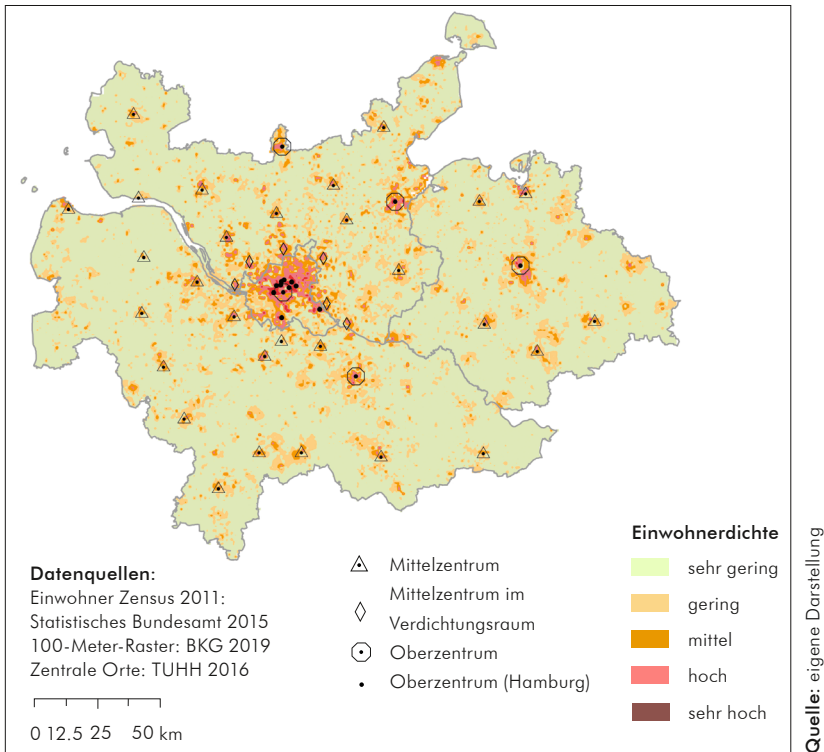 Datenquellen:
Einwohner Zensus 2011:
Statistisches Bundesamt 2015
100-Meter-Raster: BKG 2019
Zentrale Orte: TUHH 2016
0 12.5 25 50 km
Mittelzentrum
Mittelzentrum im
Verdichtungsraum
Oberzentrum
Oberzentrum (Hamburg)
Einwohnerdichte
sehr gering
gering
mittel
hoch
sehr hoch
Quelle: eigene Darstellung